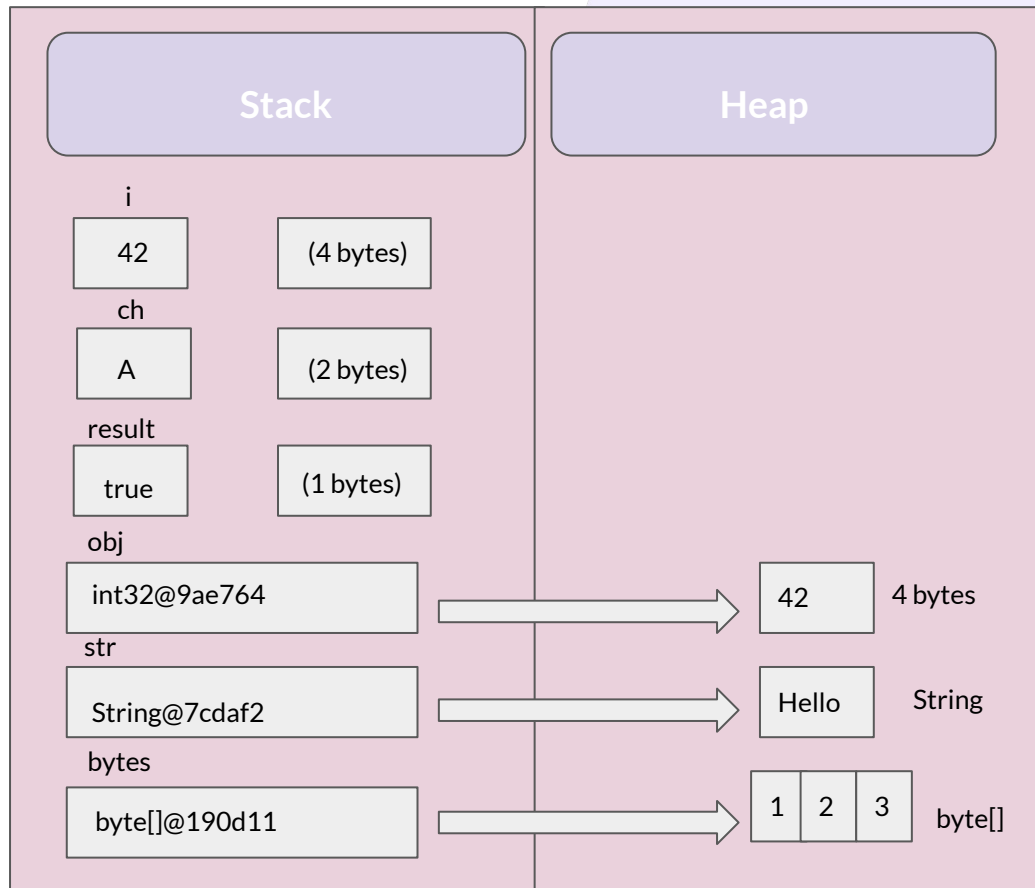 Stack
Heap
i
42
(4 bytes)
ch
A
(2 bytes)
result
true
(1 bytes)
obj
int32@9ae764
42
4 bytes
str
String@7cdaf2
Hello
String
bytes
byte[]@190d11
1
2
3
byte[]